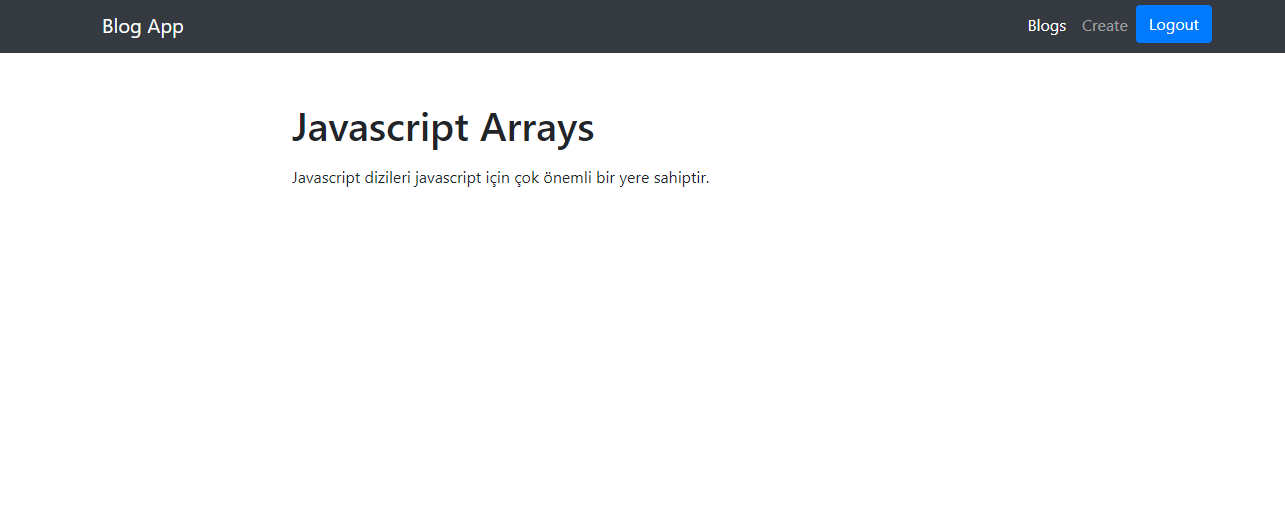 Blog App
Blogs Create Logout
Javascript Arrays
Javascript dizileri javascript için çok önemli bir yere sahiptir.